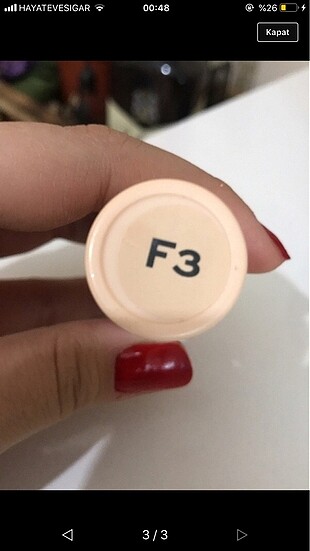 HAYATEVESIGAR 00:48 %26
Kapat
F3
3 / 3